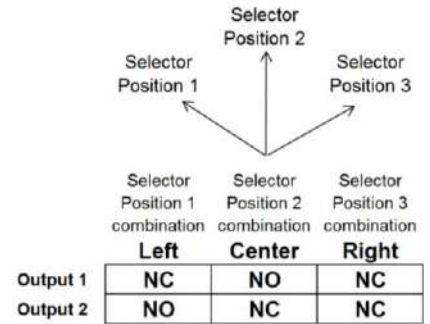 Selector
Position 2
Selector
Position 1
Selector
Position 3
Selector
Position 1
combination
Selector
Position 2
combination
Selector
Position 3
combination
Left Center Right
Output 1 NC NO NC
Output 2 NO NC NC